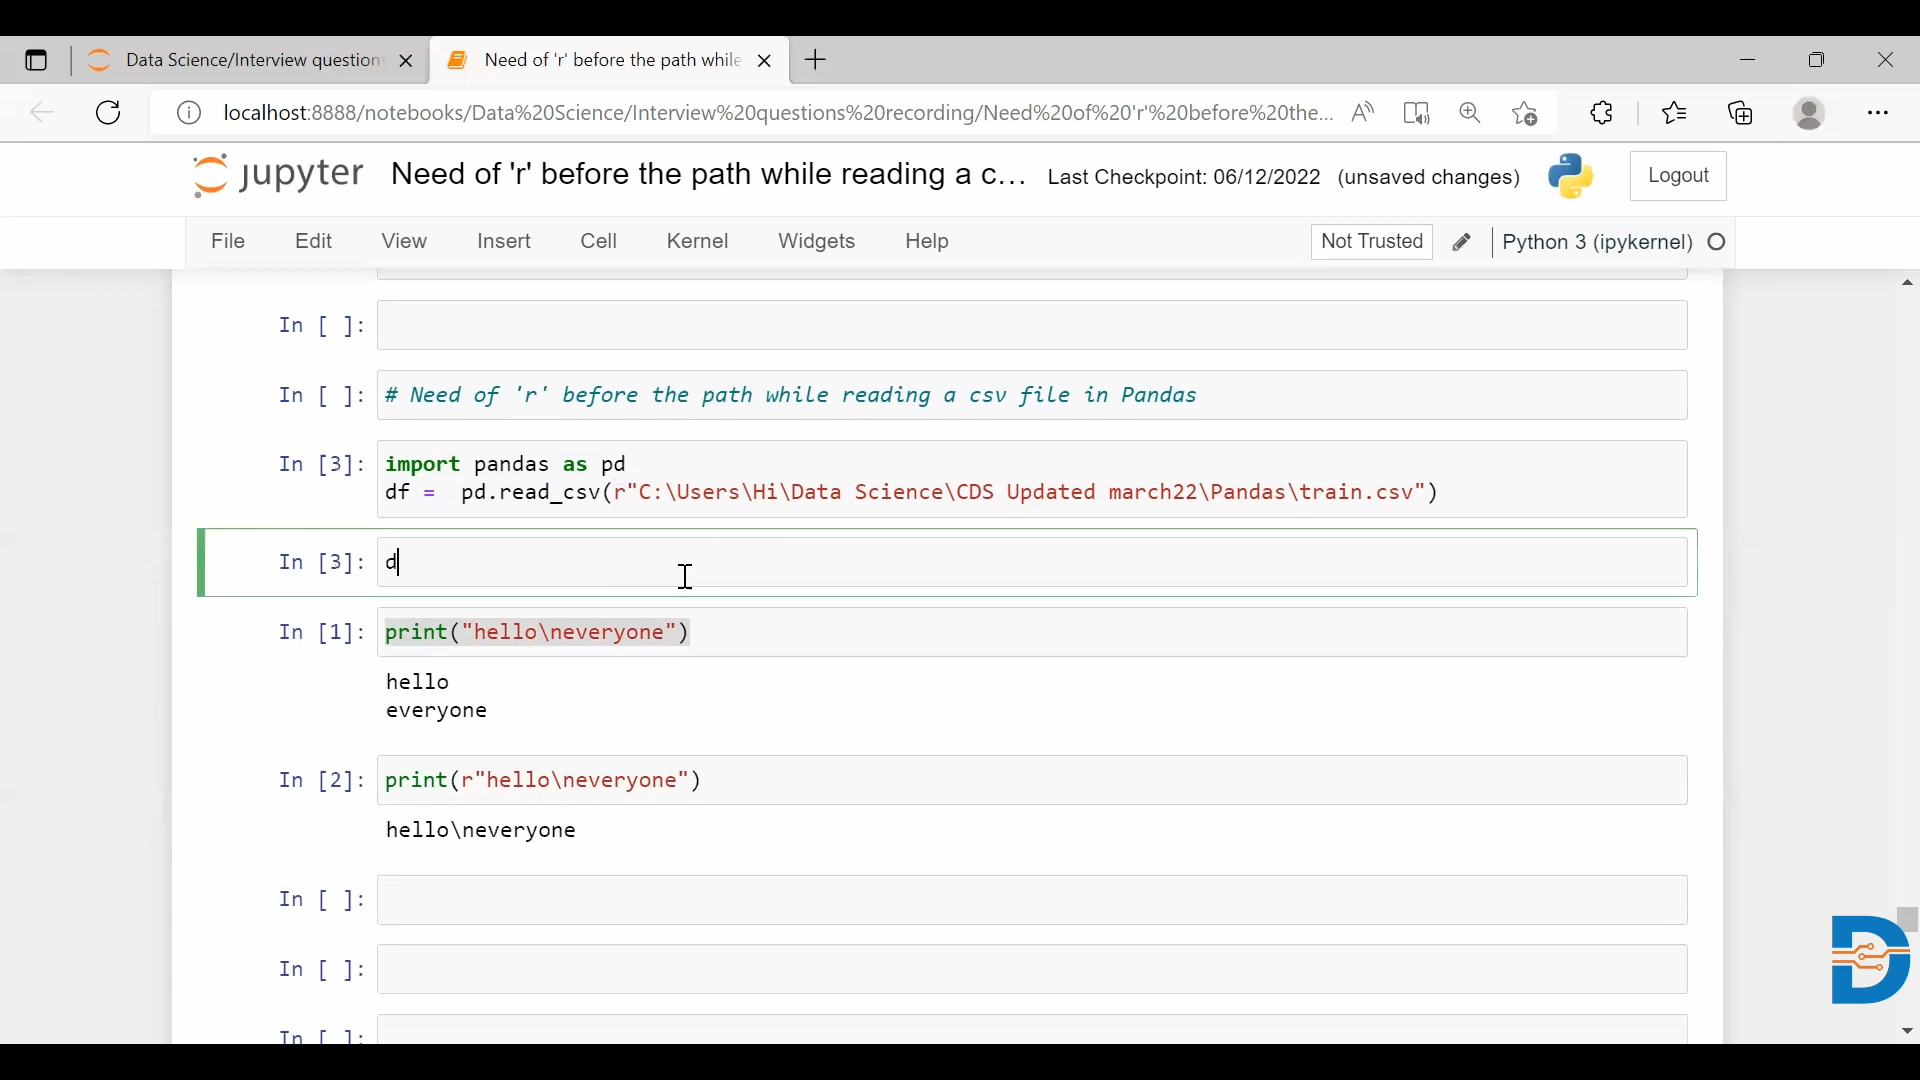 Data Science/Interview question
Need of 'r' before the path while
localhost:8888/notebooks/Data%20Science/Interview%20questions%20recording/Need%20of%20'r'%20before%20the...
jupyter Need of 'r' before the path while reading a c... Last Checkpoint: 06/12/2022 (unsaved changes) Logout
File Edit View Insert Cell Kernel Widgets Help Not Trusted Python 3 (ipykernel)
In [ ]:
In [ ]: # Need of 'r' before the path while reading a csv file in Pandas
In [3]: import pandas as pd
df = pd.read_csv(r"C:\Users\Hi\Data Science\CDS Updated march22\Pandas\train.csv")
In [3]: d
In [1]: print("hello\neveryone")
hello
everyone
In [2]: print(r"hello\neveryone")
hello\neveryone
In [ ]:
In [ ]:
In [ ]: